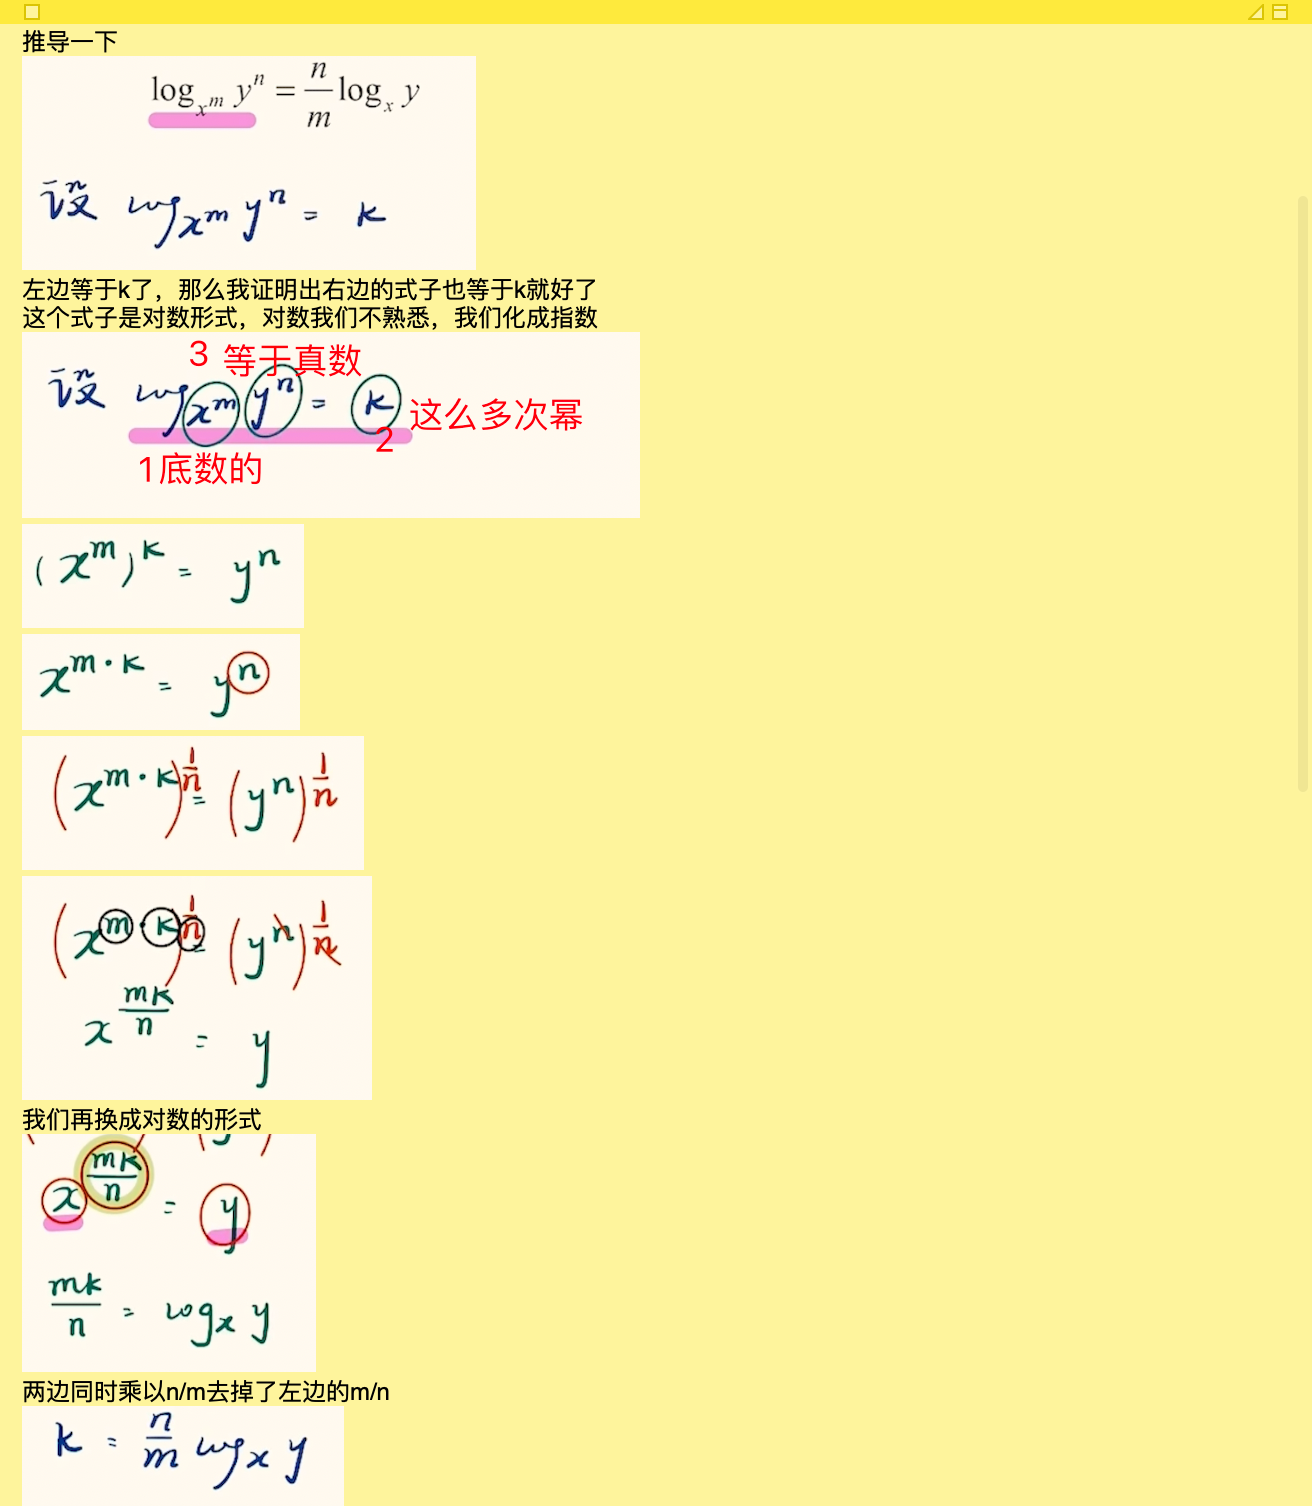 推导一下
log_{x^m} y^n = \frac{n}{m} log_x y
设 log_{x^m} y^n = k
左边等于k了，那么我证明出右边的式子也等于k就好了
这个式子是对数形式，对数我们不熟悉，我们化成指数
3 等于真数
设 log_{x^m} y^n = k 这么多次幂
2
1底数的
(x^m)^k = y^n
x^{m·k} = y^n
(x^{m·k})^{\frac{1}{n}} = (y^n)^{\frac{1}{n}}
(x^{m·k})^{\frac{1}{n}} = (y^n)^{\frac{1}{n}}
x^{\frac{mk}{n}} = y
我们再换成对数的形式
x^{\frac{mk}{n}} = y
\frac{mk}{n} = log_x y
两边同时乘以n/m去掉了左边的m/n
k = \frac{n}{m} log_x y